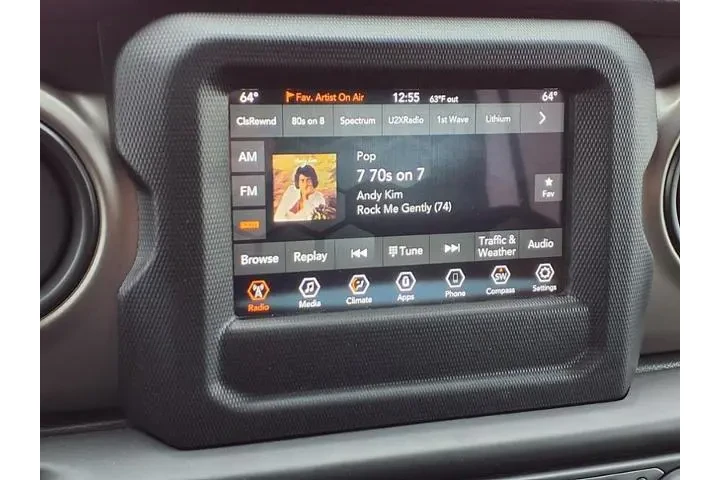 64° Fav. Artist On Air 12:55 63°F out 64°
ClsRewnd 80s on 8 Spectrum U2XRadio 1st Wave Lithium
AM
FM
Pop
7 70s on 7
Andy Kim
Rock Me Gently (74)
Fav
Browse Replay Tune Traffic & Weather Audio
Radio Media Climate Apps Phone SW Compass Settings